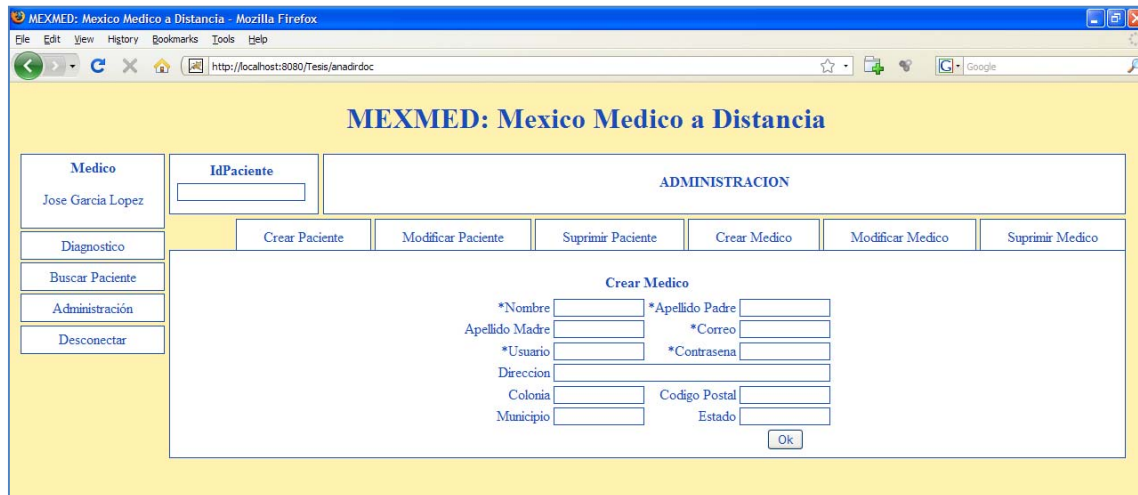 MEXMED: Mexico Medico a Distancia - Mozilla Firefox
File Edit View History Bookmarks Tools Help
http://localhost:8080/Tesis/anadirdoc
G Google
MEXMED: Mexico Medico a Distancia
Medico
Jose Garcia Lopez
IdPaciente
ADMINISTRACION
Crear Paciente Modificar Paciente Suprimir Paciente Crear Medico Modificar Medico Suprimir Medico
Diagnostico
Buscar Paciente
Administración
Desconectar
Crear Medico
*Nombre *Apellido Padre
Apellido Madre *Correo
*Usuario *Contrasena
Direccion
Colonia Codigo Postal
Municipio Estado
Ok